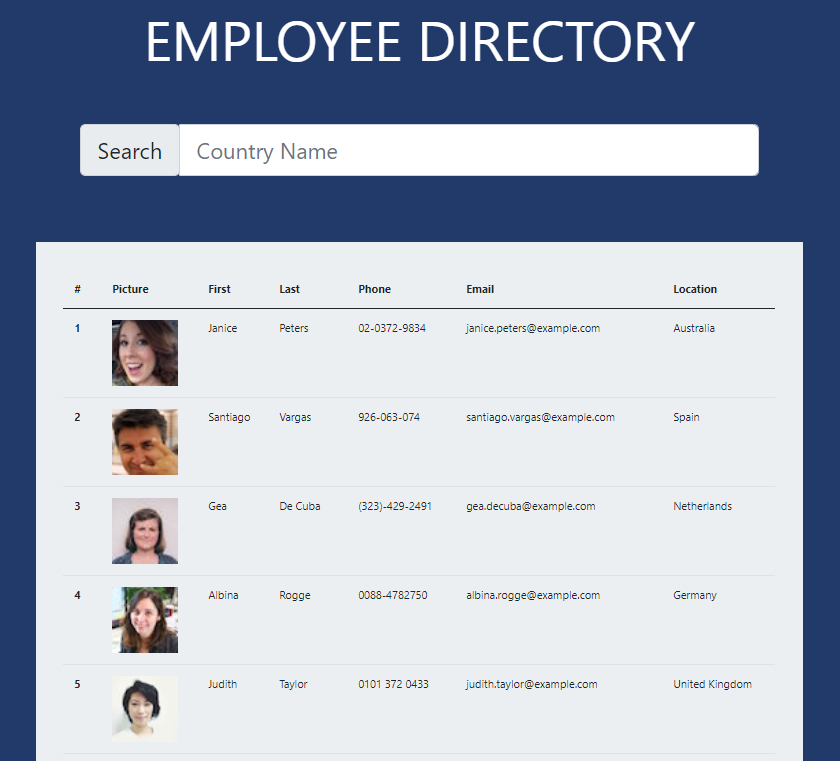 EMPLOYEE DIRECTORY
Search Country Name
# Picture First Last Phone Email Location
1 Janice Peters 02-0372-9834 janice.peters@example.com Australia
2 Santiago Vargas 926-063-074 santiago.vargas@example.com Spain
3 Gea De Cuba (323)-429-2491 gea.decuba@example.com Netherlands
4 Albina Rogge 0088-4782750 albina.rogge@example.com Germany
5 Judith Taylor 0101 372 0433 judith.taylor@example.com United Kingdom